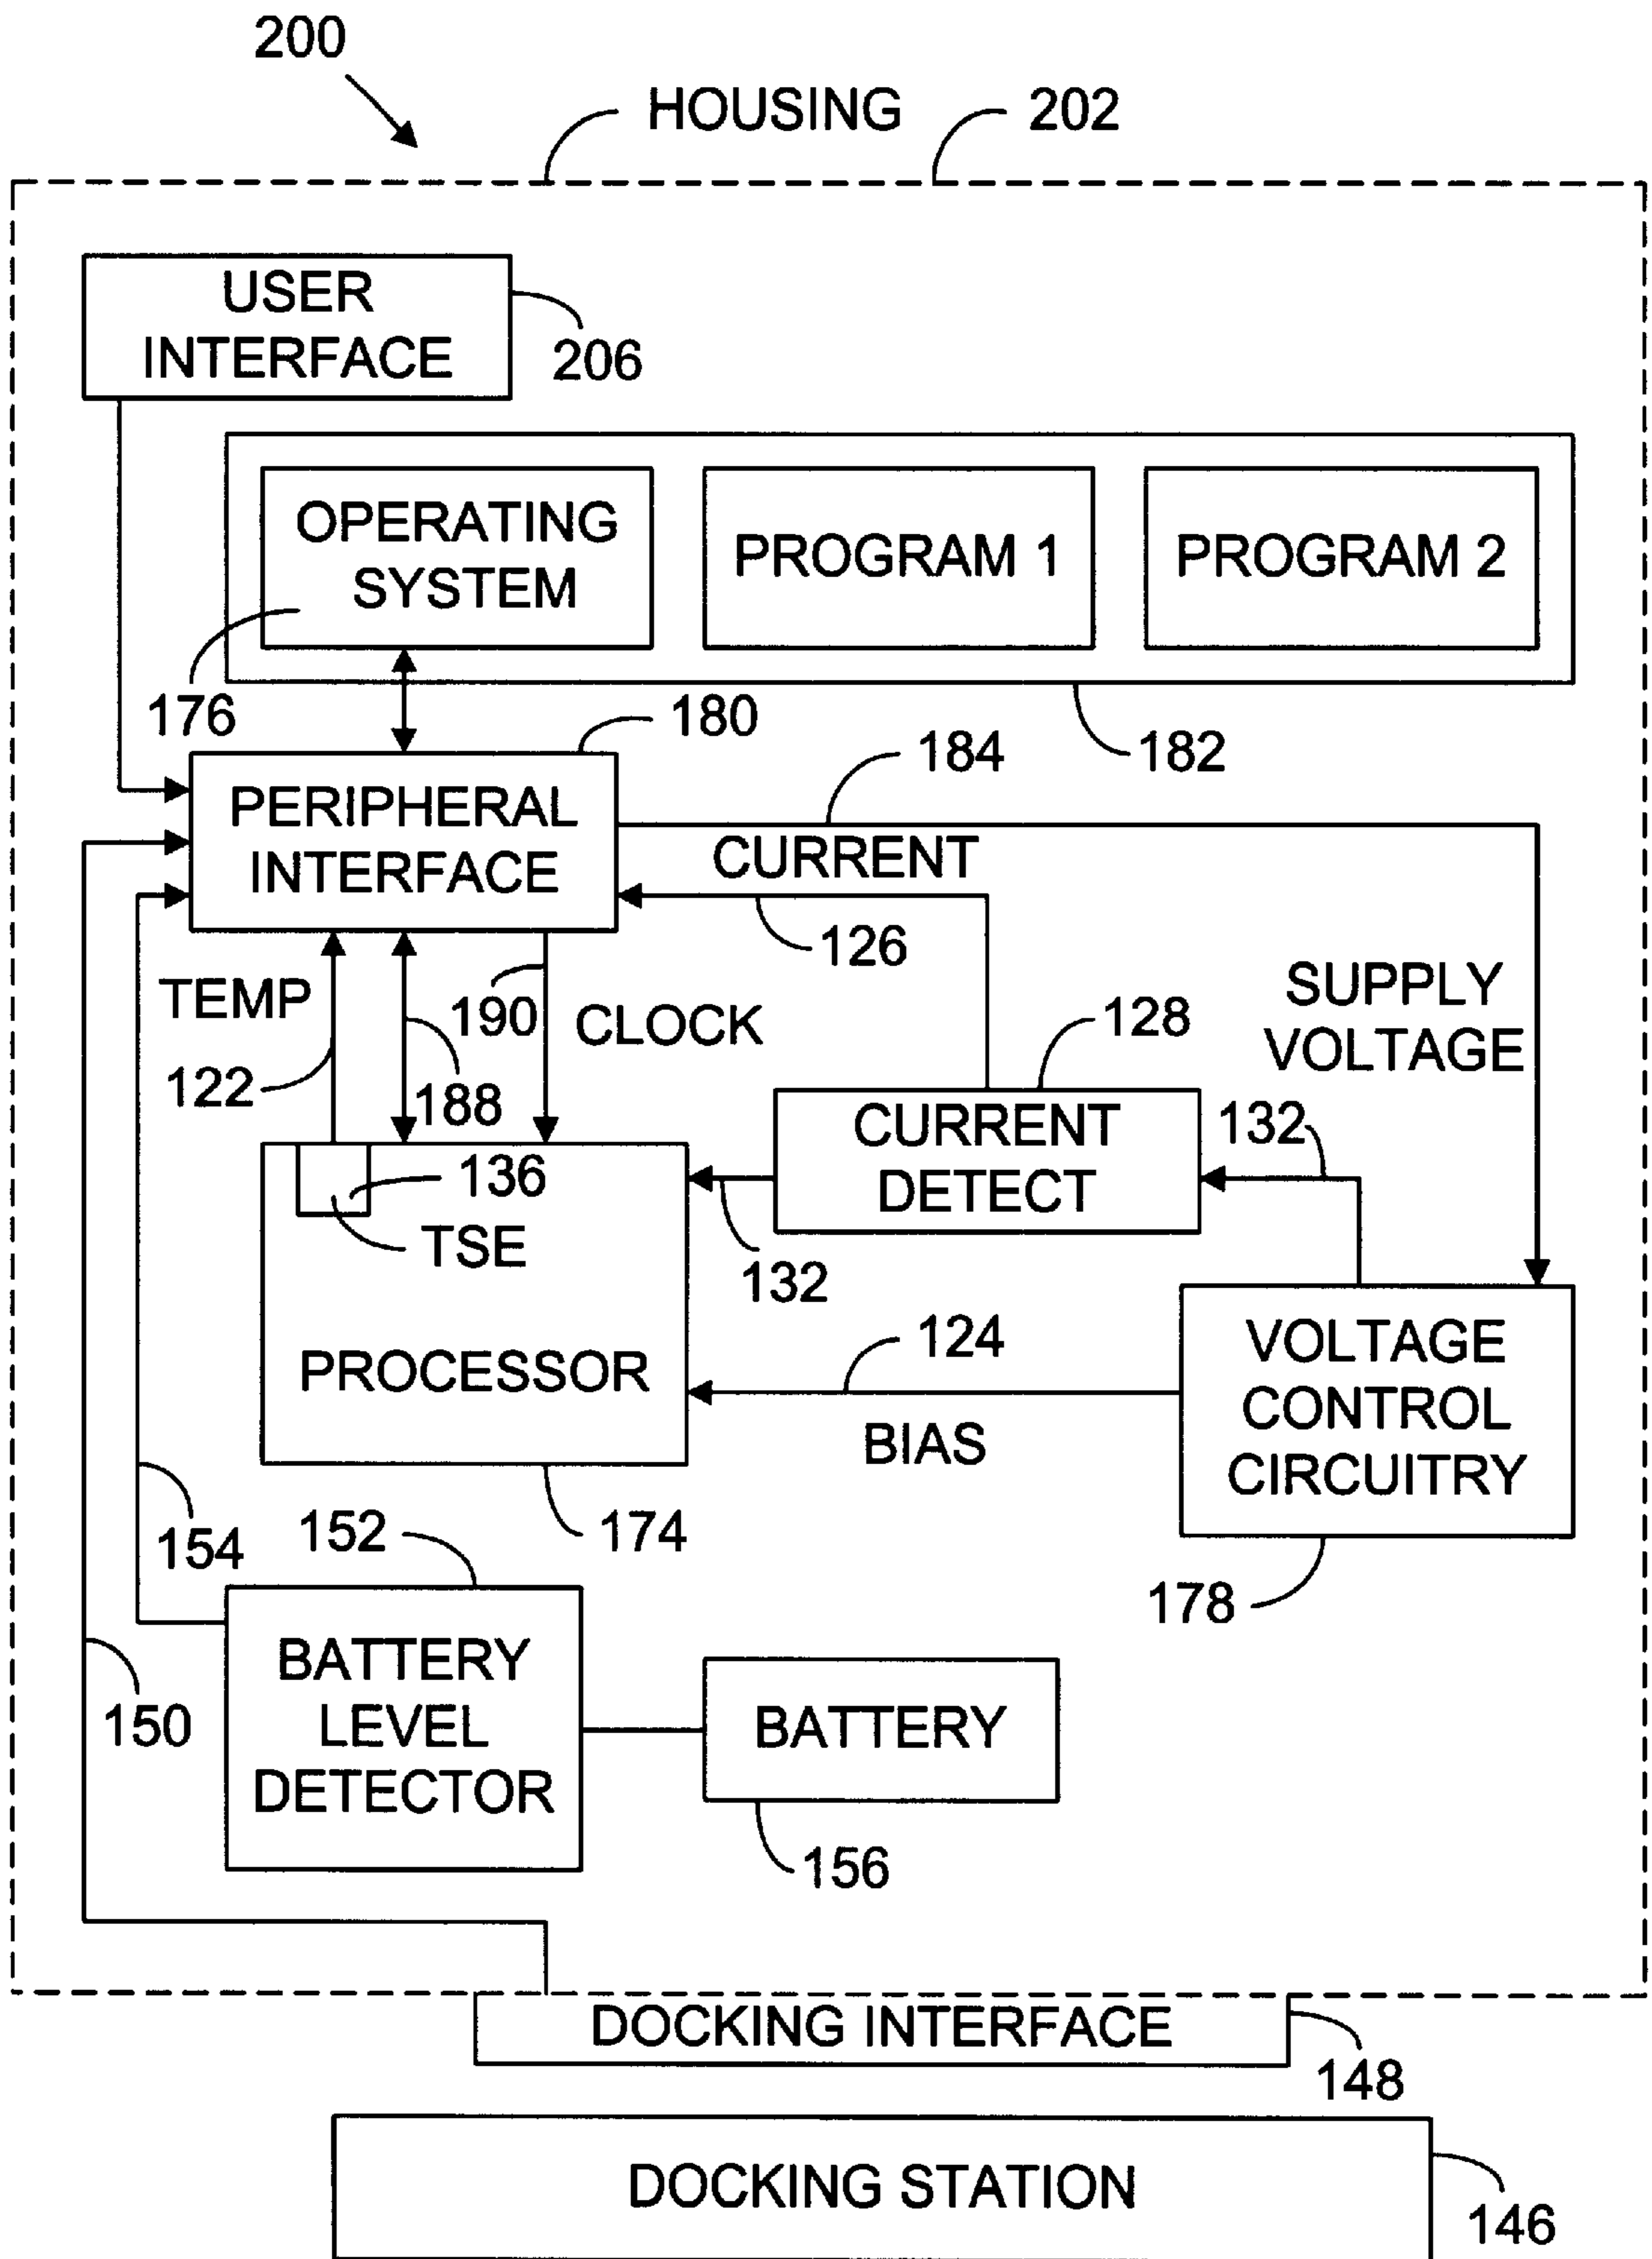 200
HOUSING 202
USER
INTERFACE
206
OPERATING
SYSTEM
PROGRAM 1
PROGRAM 2
176
180
184
182
PERIPHERAL
INTERFACE
CURRENT
126
TEMP
190
CLOCK
SUPPLY
VOLTAGE
122
188
128
CURRENT
DETECT
132
136
TSE
132
PROCESSOR
124
BIAS
VOLTAGE
CONTROL
CIRCUITRY
154
152
174
178
BATTERY
LEVEL
DETECTOR
150
BATTERY
156
DOCKING INTERFACE
148
DOCKING STATION
146